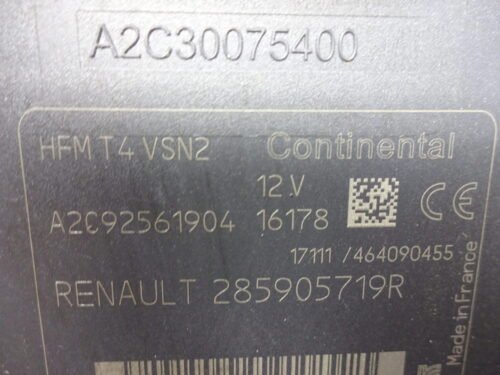 A2C30075400
HFM T4 VSN2 Continental
12 V
A2C92561904 16178
CE
17111 /464090455
RENAULT 285905719R
Made in France